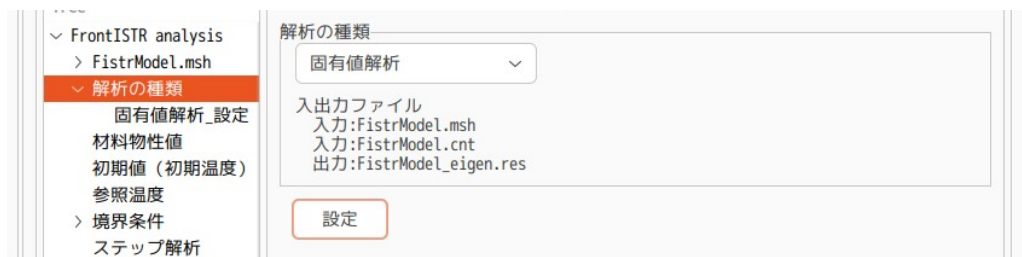 FrontISTR analysis
FistrModel.msh
解析の種類
固有値解析_設定
材料物性値
初期値 (初期温度)
参照温度
境界条件
ステップ解析
解析の種類
固有値解析
入出力ファイル
入力:FistrModel.msh
入力:FistrModel.cnt
出力:FistrModel_eigen.res
設定